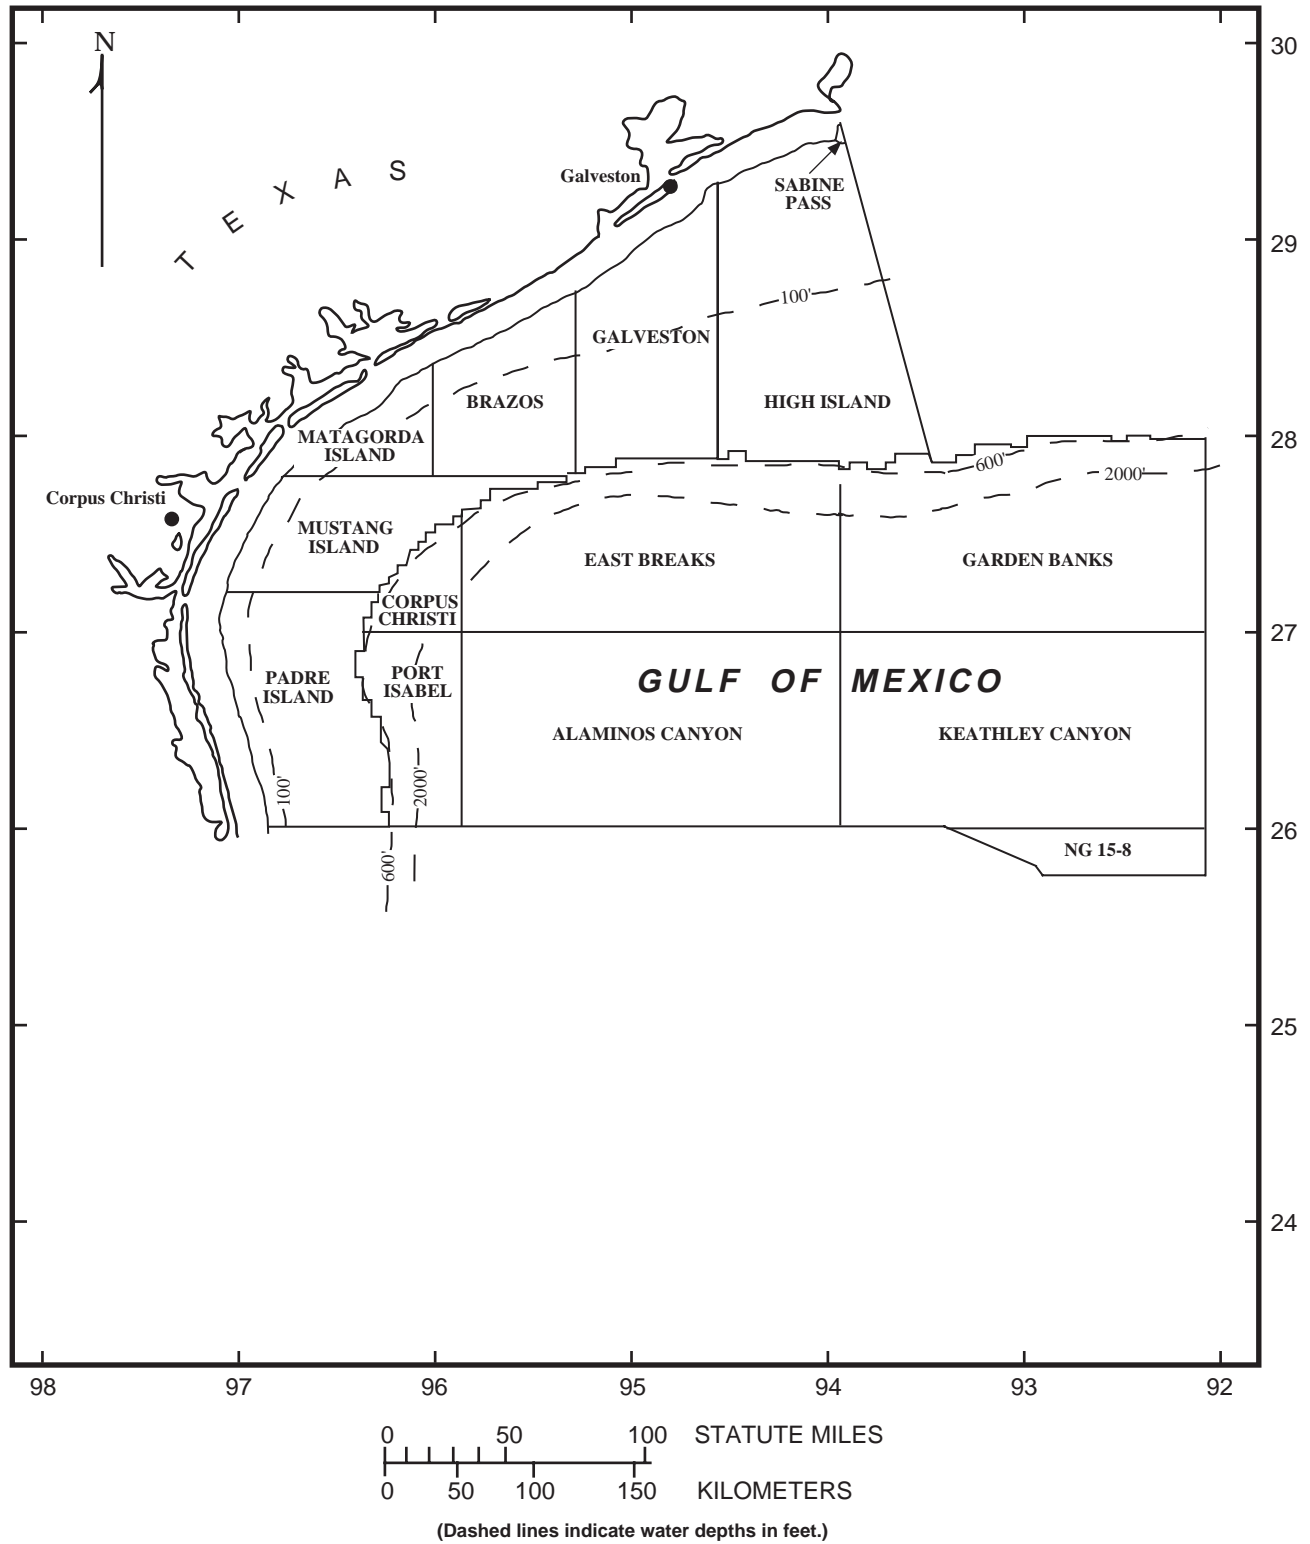 N
30
TEXAS
Galveston
SABINE
PASS
29
100'
GALVESTON
BRAZOS
HIGH ISLAND
MATAGORDA
ISLAND
28
600'
2000'
Corpus Christi
MUSTANG
ISLAND
EAST BREAKS
GARDEN BANKS
CORPUS
CHRISTI
27
PADRE
ISLAND
PORT
ISABEL
GULF OF MEXICO
ALAMINOS CANYON
KEATHLEY CANYON
100'
2000'
26
600'
NG 15-8
25
24
98 97 96 95 94 93 92
0 50 100 STATUTE MILES
0 50 100 150 KILOMETERS
(Dashed lines indicate water depths in feet.)